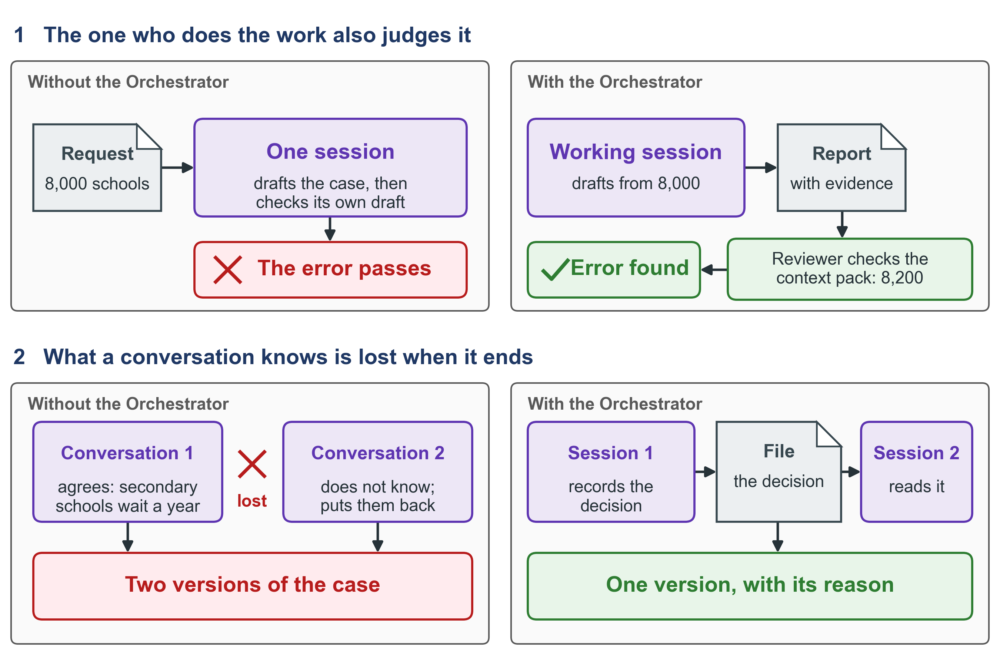 1 The one who does the work also judges it
Without the Orchestrator
Request
8,000 schools
One session
drafts the case, then
checks its own draft
The error passes
With the Orchestrator
Working session
drafts from 8,000
Report
with evidence
Reviewer checks the
context pack: 8,200
Error found
2 What a conversation knows is lost when it ends
Without the Orchestrator
Conversation 1
agrees: secondary
schools wait a year
lost
Conversation 2
does not know;
puts them back
Two versions of the case
With the Orchestrator
Session 1
records the
decision
File
the decision
Session 2
reads it
One version, with its reason